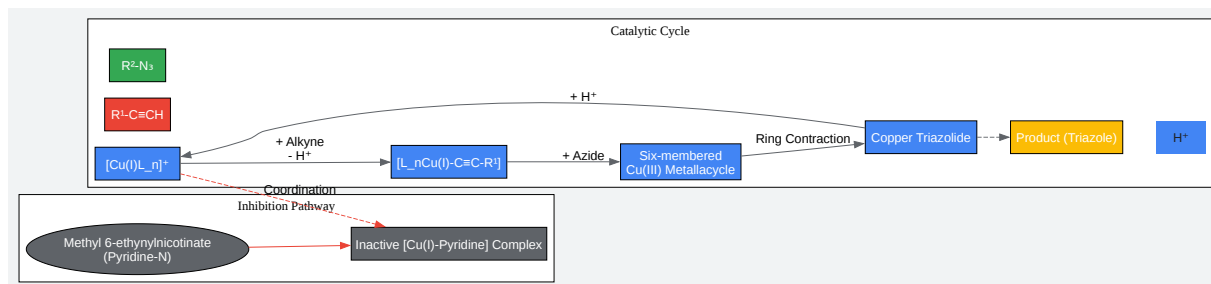 Catalytic Cycle
R²-N₃
R¹-C≡CH
+ H⁺
+ Alkyne
- H⁺
[Cu(I)L_n]⁺
[L_nCu(I)-C≡C-R¹]
+ Azide
Six-membered
Cu(III) Metallacycle
Ring Contraction
Copper Triazolide
Product (Triazole)
H⁺
Coordination
Inhibition Pathway
Methyl 6-ethynylnicotinate
(Pyridine-N)
Inactive [Cu(I)-Pyridine] Complex